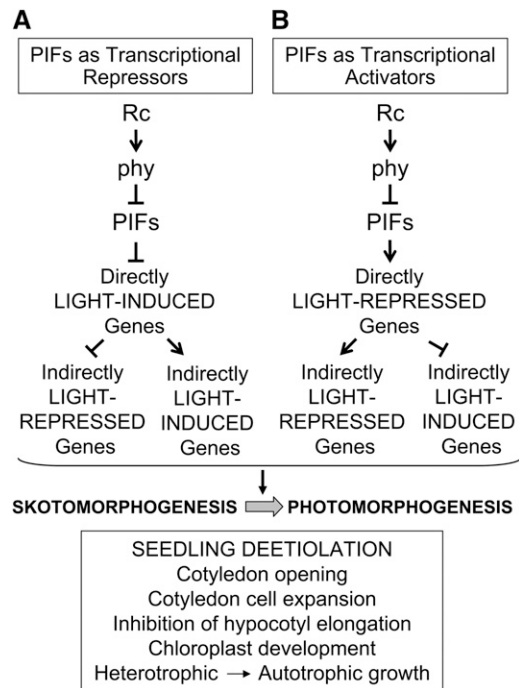 A
PIFs as Transcriptional
Repressors
Rc
phy
PIFs
Directly
LIGHT-INDUCED
Genes
Indirectly
LIGHT-
REPRESSED
Genes
Indirectly
LIGHT-
INDUCED
Genes
B
PIFs as Transcriptional
Activators
Rc
phy
PIFs
Directly
LIGHT-REPRESSED
Genes
Indirectly
LIGHT-
REPRESSED
Genes
Indirectly
LIGHT-
INDUCED
Genes
SKOTOMORPHOGENESIS PHOTOMORPHOGENESIS
SEEDLING DEETIOLATION
Cotyledon opening
Cotyledon cell expansion
Inhibition of hypocotyl elongation
Chloroplast development
Heterotrophic → Autotrophic growth